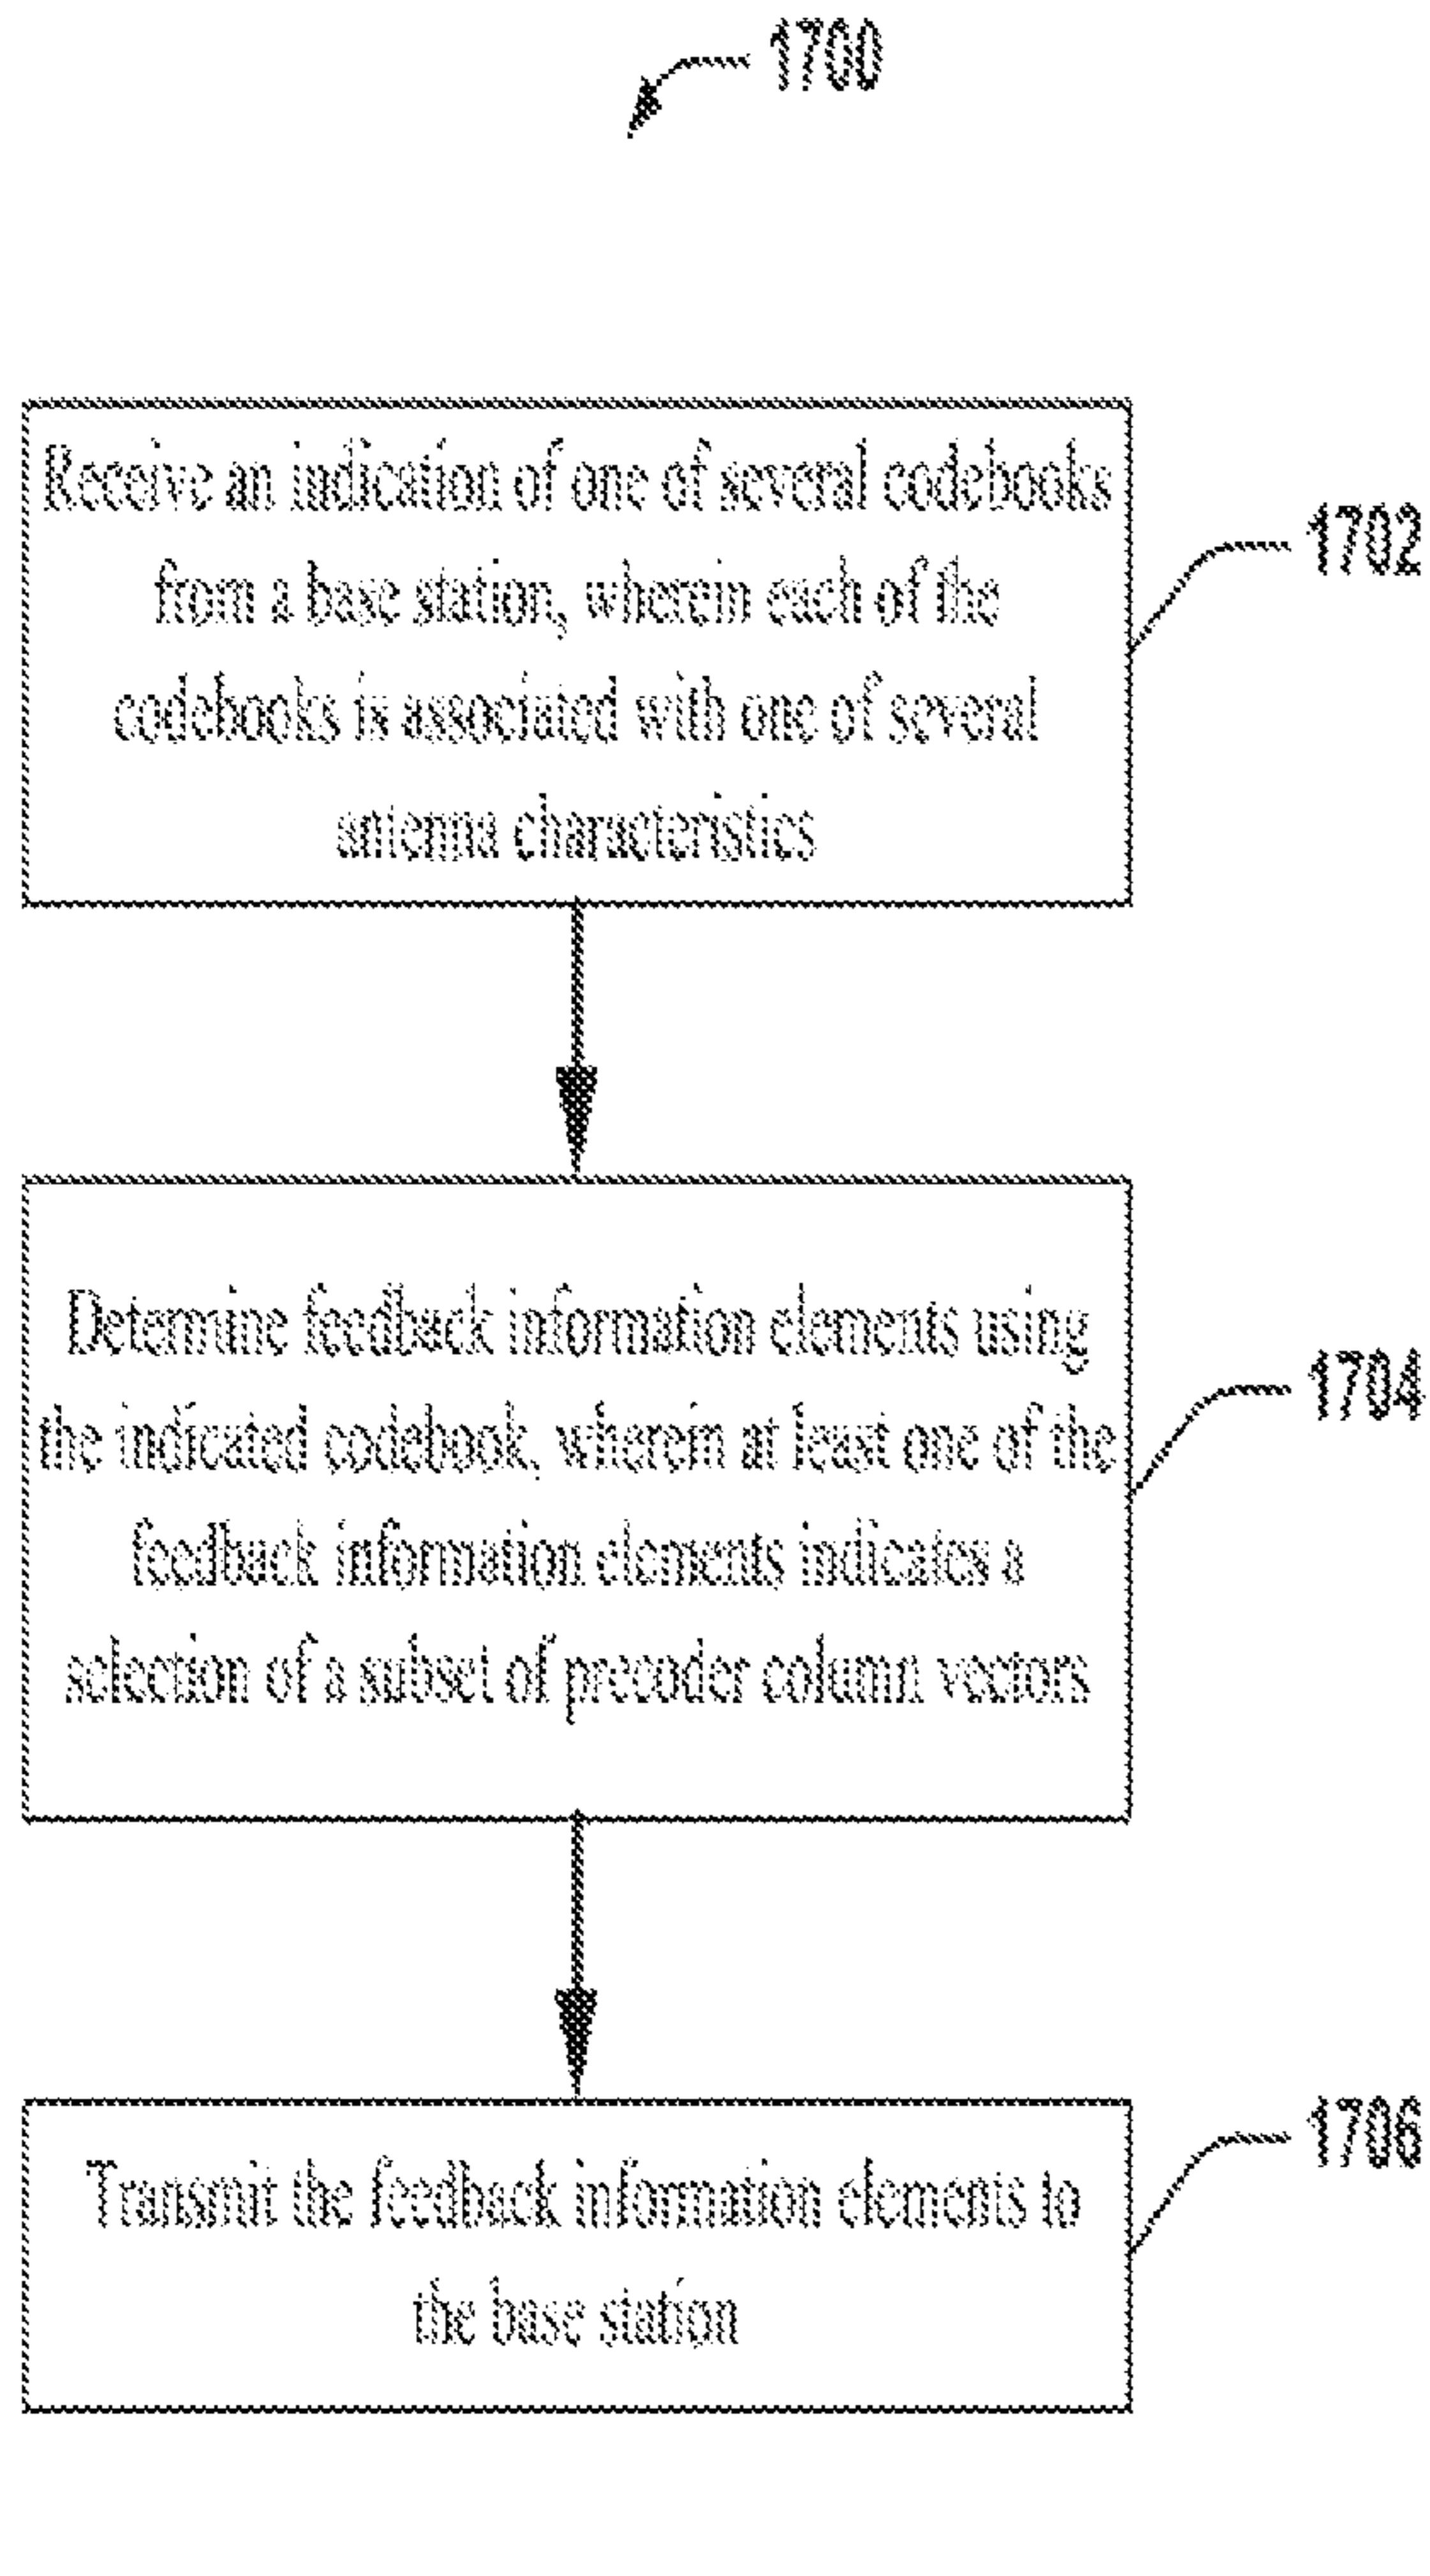 1700
Receive an indication of one of several codebooks
from a base station, wherein each of the
codebooks is associated with one of several
antenna characteristics
1702
Determine feedback information elements using
the indicated codebook, wherein at least one of the
feedback information elements indicates a
selection of a subset of precoder column vectors
1704
Transmit the feedback information elements to
the base station
1706